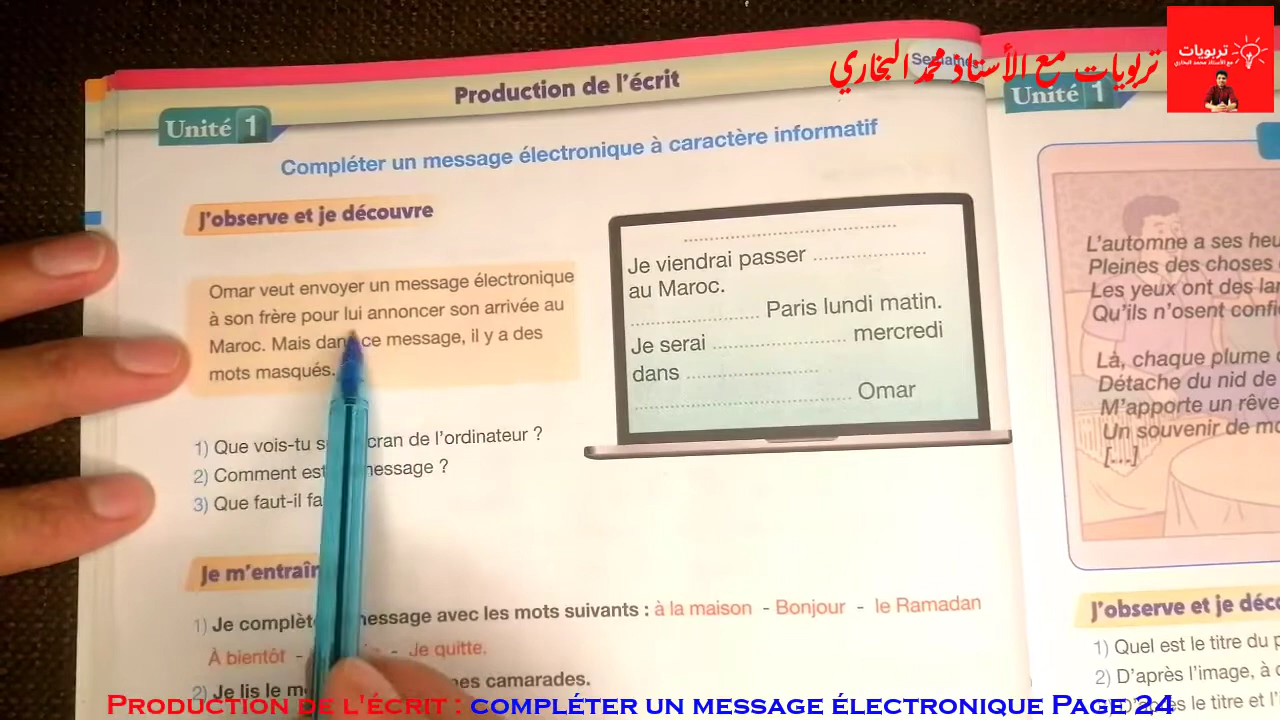 تربويات مع الأستاذ محمد البخاري
تربويات
مع الأستاذ محمد البخاري
Production de l'écrit
Unité 1
Compléter un message électronique à caractère informatif
J'observe et je découvre
Omar veut envoyer un message électronique
à son frère pour lui annoncer son arrivée au
Maroc. Mais dans ce message, il y a des
mots masqués.
1) Que vois-tu s cran de l'ordinateur ?
2) Comment est message ?
3) Que faut-il
.......................................
Je viendrai passer ......................
au Maroc.
........................ Paris lundi matin.
Je serai ......................... mercredi
dans .........................
........................................ Omar
Je m'entraîn
1) Je complèt message avec les mots suivants : à la maison - Bonjour - le Ramadan
À bientôt - - Je quitte.
2) Je lis le m es camarades.
Unité 1
L'automne a ses heu
Pleines des choses
Les yeux ont des lar
Qu'ils n'osent confi
Là, chaque plume
Détache du nid de
M'apporte un rêve
Un souvenir de mo
[...]
J'observe et je déco
1) Quel est le titre du p
2) D'après l'image, à
le titre et l'
Production de l'écrit : compléter un message électronique Page 24